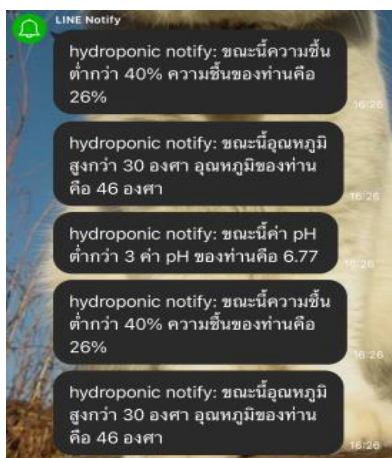 LINE Notify
hydroponic notify: ขณะนี้ความชื้น
ต่ำกว่า 40% ความชื้นของท่านคือ
26%
16:26
hydroponic notify: ขณะนี้อุณหภูมิ
สูงกว่า 30 องศา อุณหภูมิของท่าน
คือ 46 องศา
16:26
hydroponic notify: ขณะนี้ค่า pH
ต่ำกว่า 3 ค่า pH ของท่านคือ 6.77
16:26
hydroponic notify: ขณะนี้ความชื้น
ต่ำกว่า 40% ความชื้นของท่านคือ
26%
16:26
hydroponic notify: ขณะนี้อุณหภูมิ
สูงกว่า 30 องศา อุณหภูมิของท่าน
คือ 46 องศา
16:26